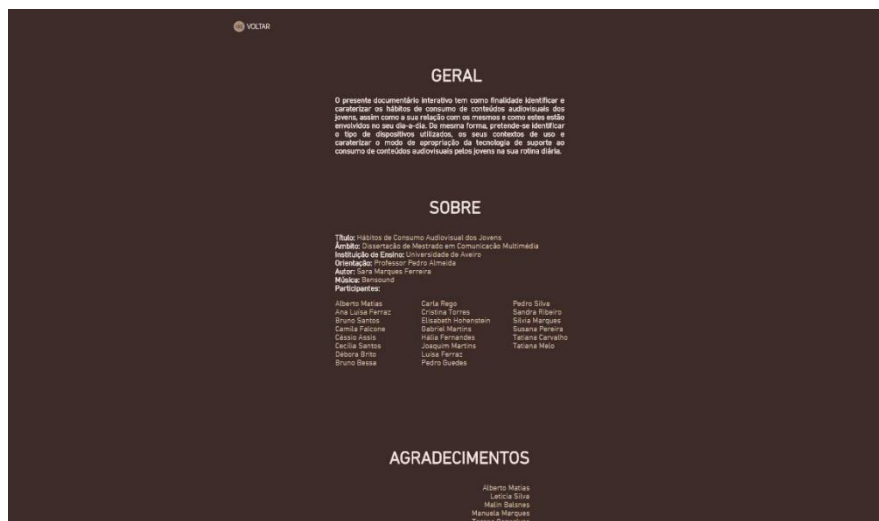 VOLTAR
GERAL
O presente documentário interativo tem como finalidade identificar e
caraterizar os hábitos de consumo de conteúdos audiovisuais dos
jovens, assim como a sua relação com os mesmos e como estes estão
envolvidos no seu dia-a-dia. Da mesma forma, pretende-se identificar
o tipo de dispositivos utilizados, os seus contextos de uso e
caraterizar o modo de apropriação da tecnologia de suporte ao
consumo de conteúdos audiovisuais pelos jovens na sua rotina diária.
SOBRE
Título: Hábitos de Consumo Audiovisual dos Jovens
Âmbito: Dissertação de Mestrado em Comunicação Multimédia
Instituição de Ensino: Universidade de Aveiro
Orientação: Professor Pedro Almeida
Autor: Sara Marques Ferreira
Música: Bensound
Participantes:
Alberto Matias
Ana Luísa Ferraz
Bruno Santos
Camila Falcone
Cássio Assis
Cecília Santos
Débora Brito
Bruno Bessa
Carla Rego
Cristina Torres
Elisabeth Hohenstein
Gabriel Martins
Hália Fernandes
Joaquim Martins
Luísa Ferraz
Pedro Guedes
Pedro Silva
Sandra Ribeiro
Sílvia Marques
Susana Pereira
Tatiana Carvalho
Tatiana Melo
AGRADECIMENTOS
Alberto Matias
Letícia Silva
Malin Balsnes
Manuela Marques